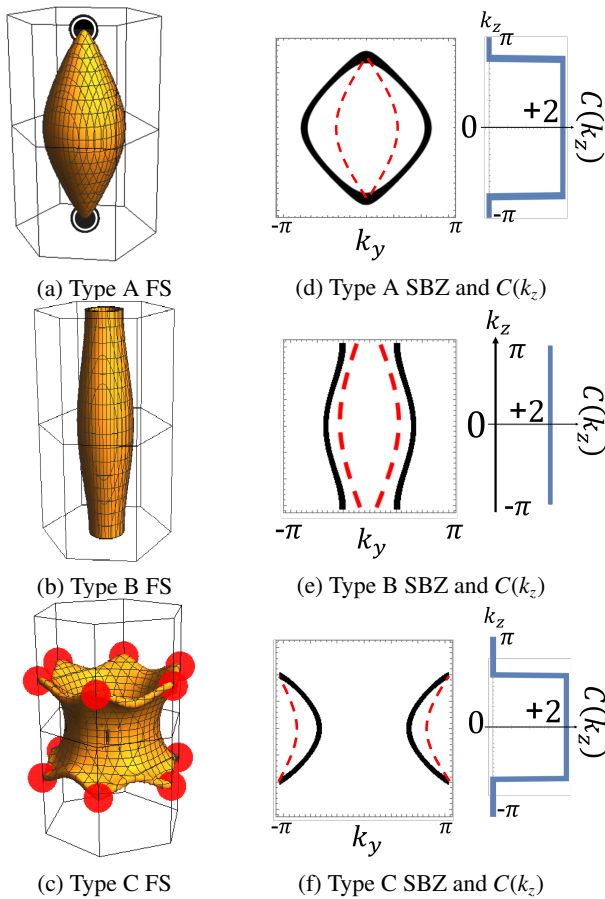 k_z
π
0
+2
C(k_z)
-π
-π
π
k_y
(a) Type A FS
(d) Type A SBZ and C(k_z)
k_z
π
0
+2
C(k_z)
-π
-π
π
k_y
(b) Type B FS
(e) Type B SBZ and C(k_z)
k_z
π
0
+2
C(k_z)
-π
-π
π
k_y
(c) Type C FS
(f) Type C SBZ and C(k_z)